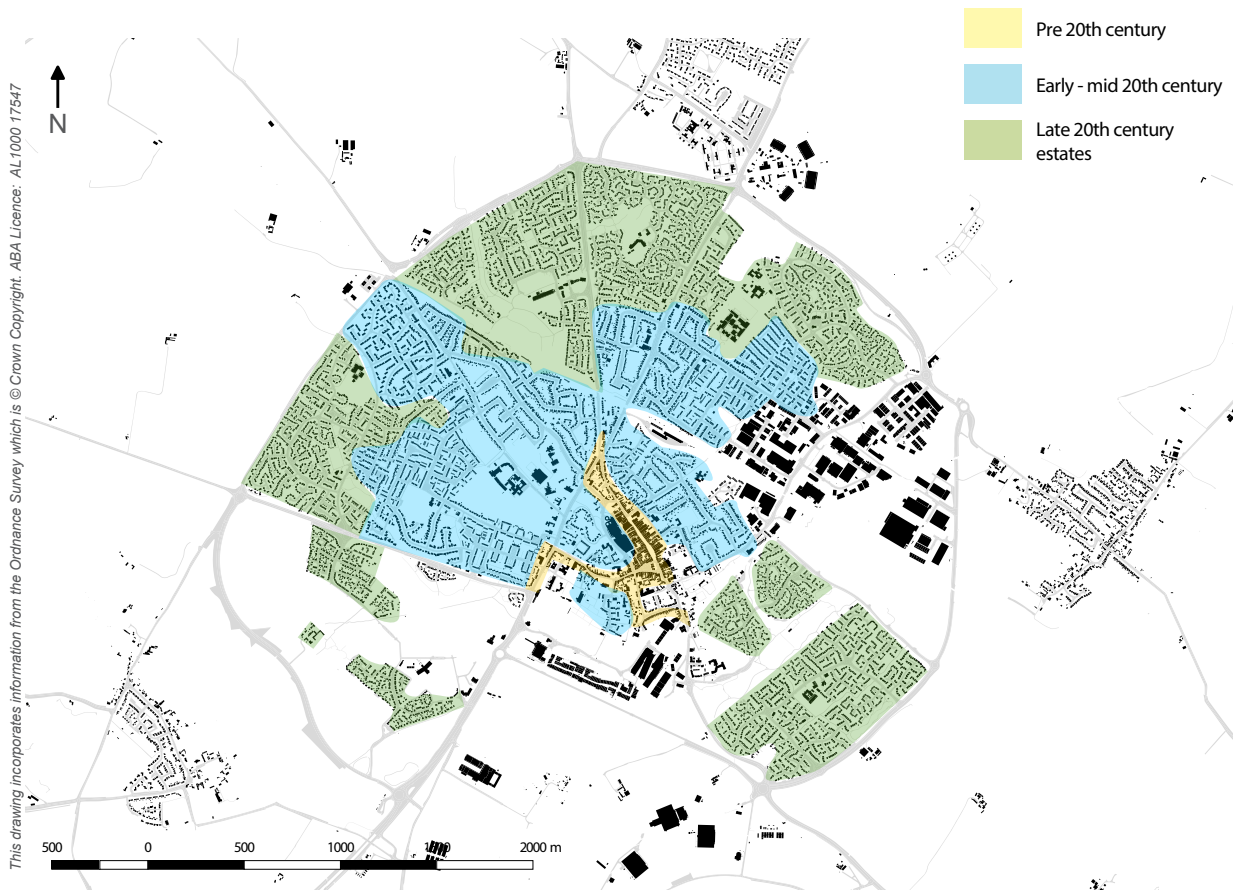 Pre 20th century
Early - mid 20th century
Late 20th century
estates
N
This drawing incorporates information from the Ordnance Survey which is © Crown Copyright. ABA Licence: AL1000 17547
500 0 500 1000 2000 m